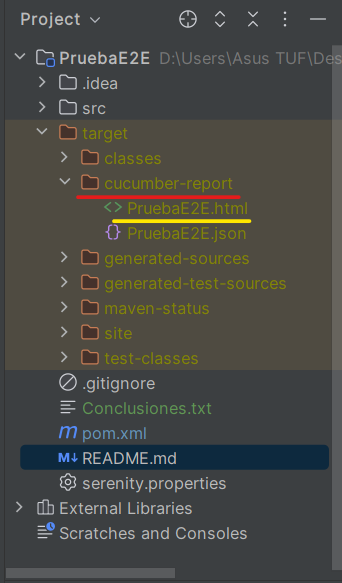 Project
PruebaE2E D:\Users\Asus TUF\Des
.idea
src
target
classes
cucumber-report
PruebaE2E.html
PruebaE2E.json
generated-sources
generated-test-sources
maven-status
site
test-classes
.gitignore
Conclusiones.txt
pom.xml
README.md
serenity.properties
External Libraries
Scratches and Consoles